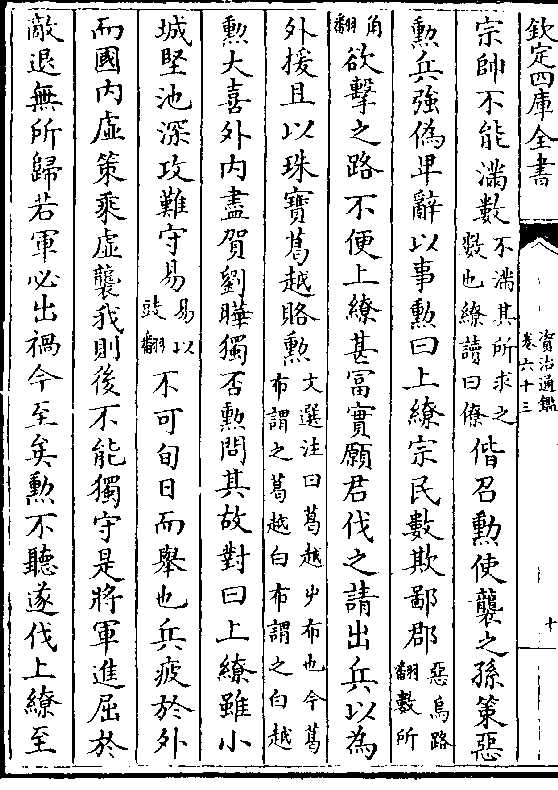 欽定四庫全書
資治通鑑
卷六十三
十
宗帥不能滿數不滿其所求之數也繚讀曰僚偕召勲使襲之孫策惡
勲兵強偽卑辭以事勲曰上繚宗民數欺鄙郡惡烏路翻數所
角翻欲擊之路不便上繚甚富實願君伐之請出兵以為
外援且以珠寶葛越賂勲文選注曰葛越艸布也今葛布謂之葛越白布謂之白越
勲大喜外内盡賀劉曄獨否勲問其故對曰上繚雖小
城堅池深攻難守易易以豉翻不可旬日而舉也兵疲於外
而國内虚策乗虚襲我則後不能獨守是將軍進屈於
敵退無所歸若軍必出禍今至矣勲不聽遂伐上繚至